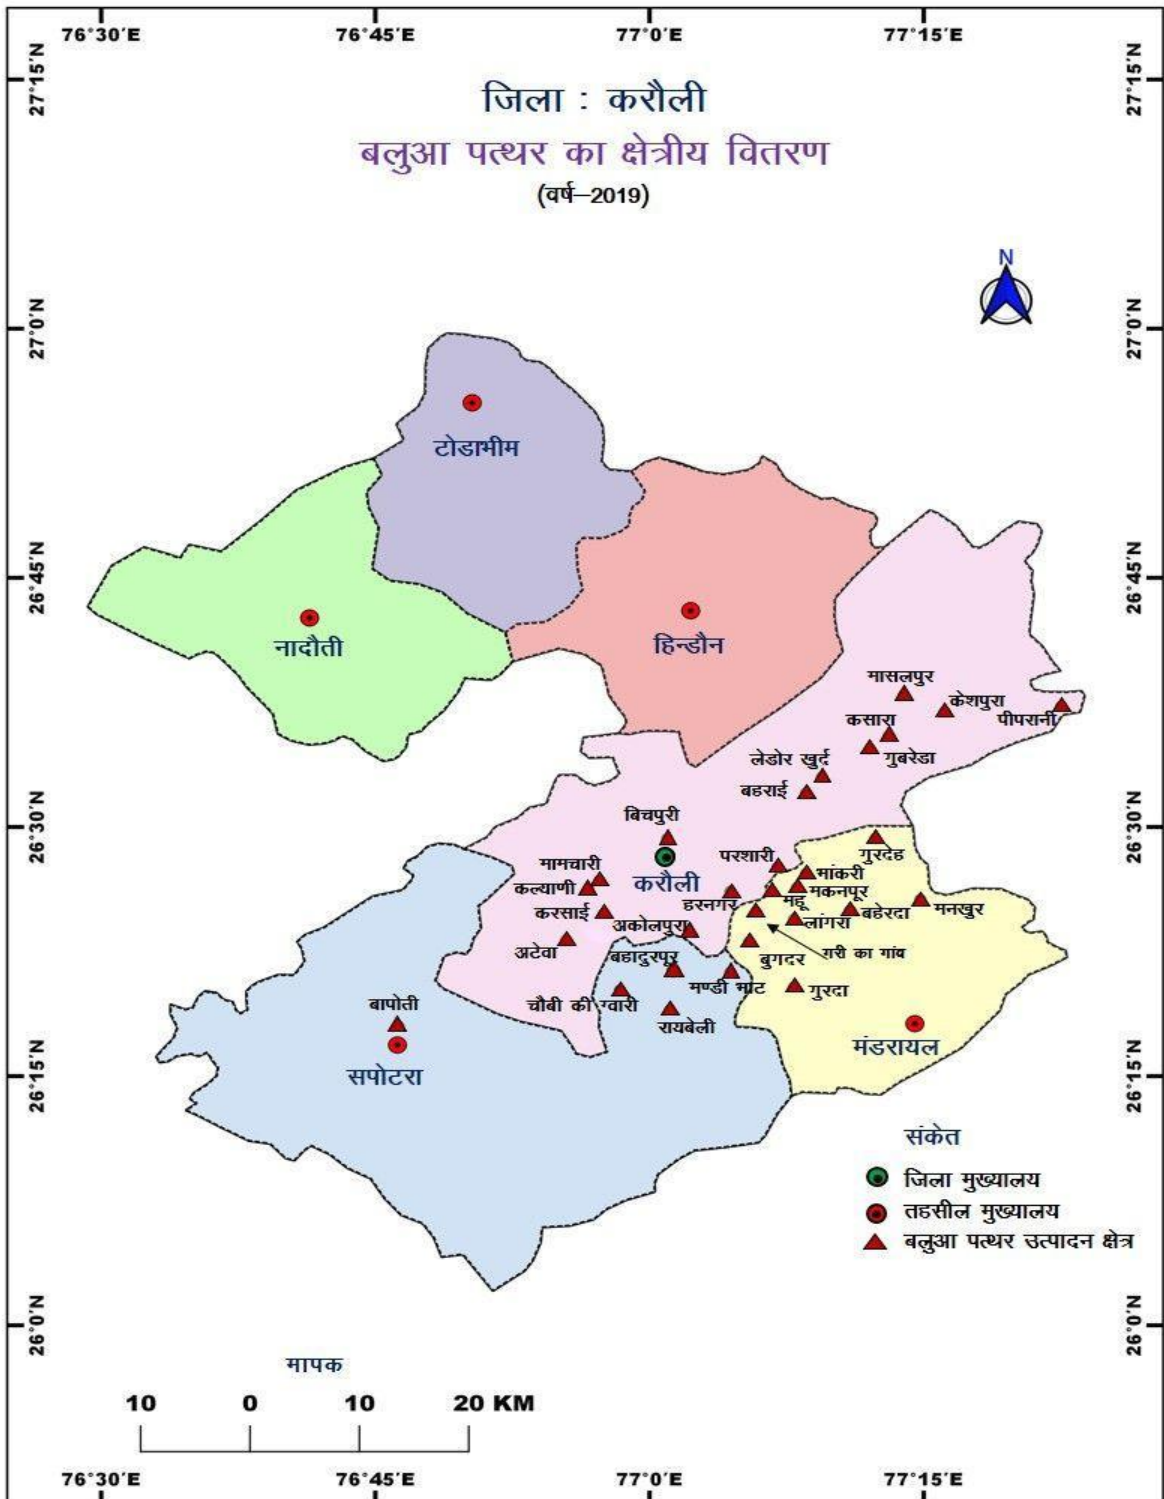 76°30'E 76°45'E 77°0'E 77°15'E
27°15'N 27°15'N
जिला : करौली
बलुआ पत्थर का क्षेत्रीय वितरण
(वर्ष–2019)
N
27°0'N 27°0'N
टोडाभीम
26°45'N 26°45'N
नादौती
हिन्डौन
मासलपुर
केशपुरा
पीपरानी
कसारा
गुबरेडा
लेडोर खुर्द
बहराई
26°30'N 26°30'N
बिचपुरी
गुरदेह
परशारी
मामचारी
मांकरी
करौली
कल्याणी
मकनपूर
हरनगर
महू
मनखुर
करसाई
बहेरदा
अकोलपुरा
लांगरा
अटेवा
बहादुरपूर
बुगदर
गरी का गांव
मण्डी भाट
गुरदा
चौबी की ग्वारी
बापोती
रायबेली
मंडरायल
सपोटरा
26°15'N 26°15'N
संकेत
जिला मुख्यालय
तहसील मुख्यालय
बलुआ पत्थर उत्पादन क्षेत्र
26°0'N 26°0'N
मापक
10 0 10 20 KM
76°30'E 76°45'E 77°0'E 77°15'E